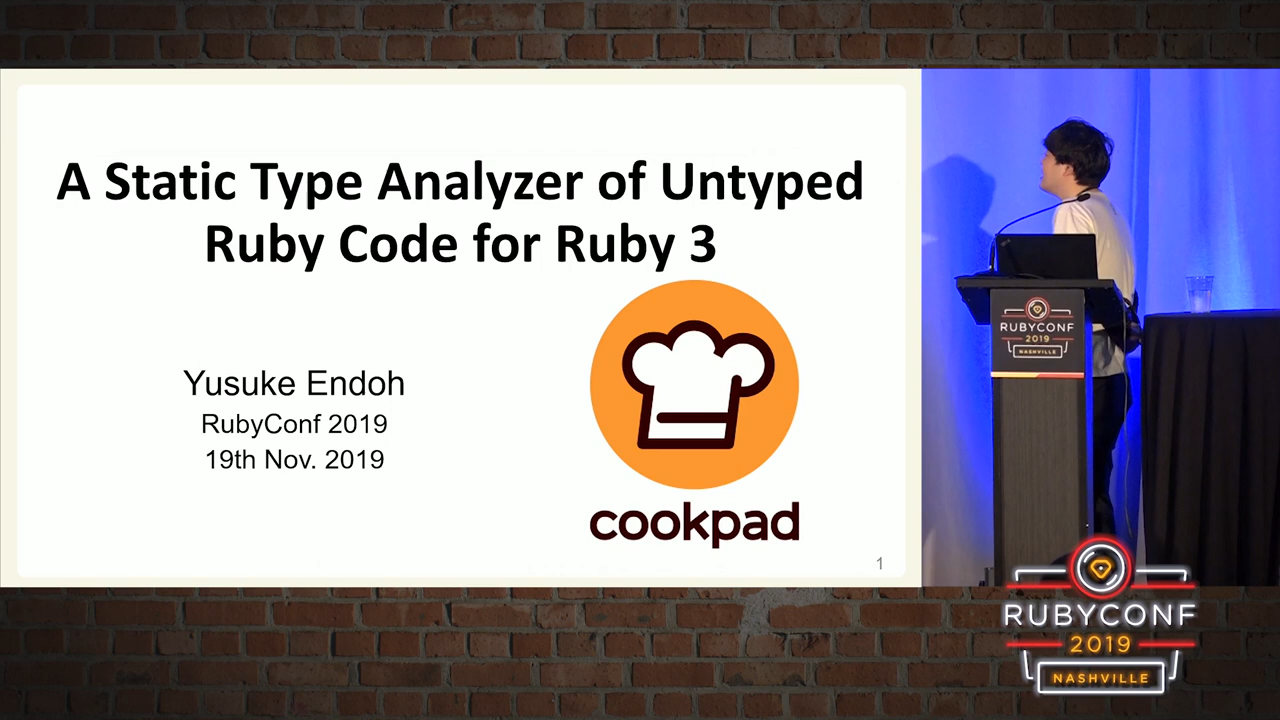 A Static Type Analyzer of Untyped
Ruby Code for Ruby 3
Yusuke Endoh
RubyConf 2019
19th Nov. 2019
cookpad
1
RUBYCONF
2019
NASHVILLE
RUBYCONF
2019
NASHVILLE